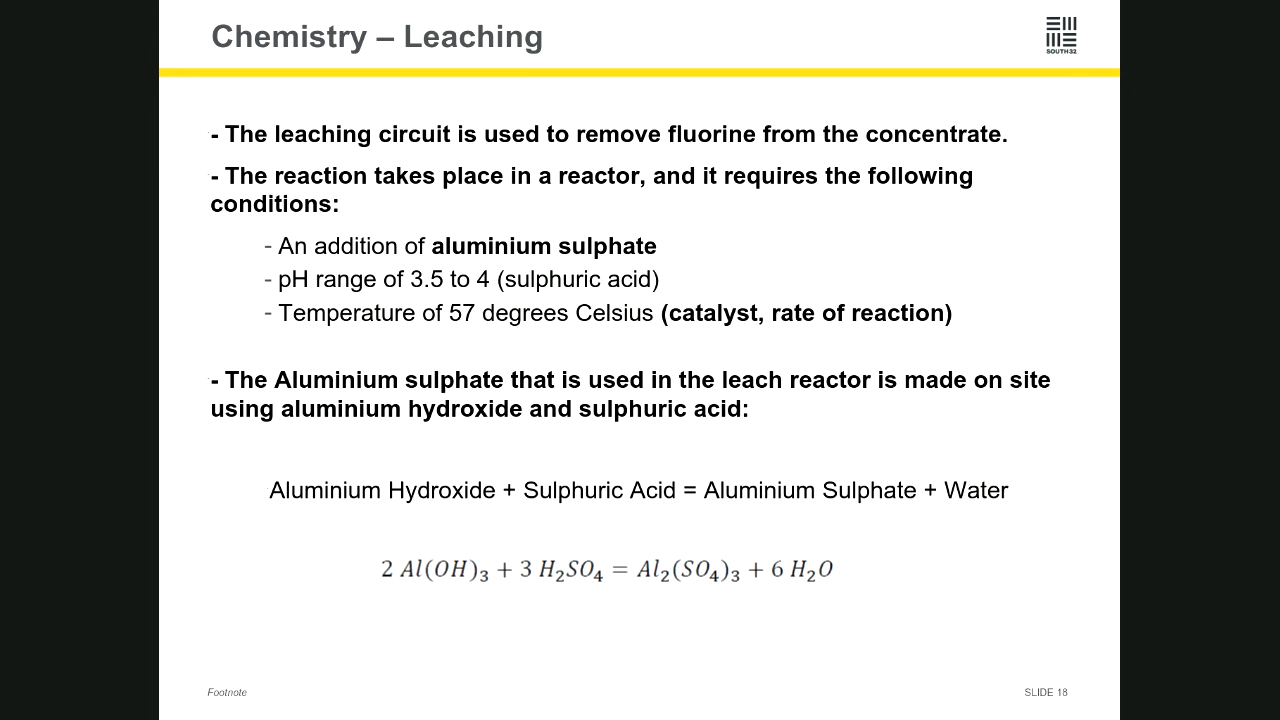 Chemistry – Leaching
SOUTH32
- The leaching circuit is used to remove fluorine from the concentrate.
- The reaction takes place in a reactor, and it requires the following
conditions:
- An addition of aluminium sulphate
- pH range of 3.5 to 4 (sulphuric acid)
- Temperature of 57 degrees Celsius (catalyst, rate of reaction)
- The Aluminium sulphate that is used in the leach reactor is made on site
using aluminium hydroxide and sulphuric acid:
Aluminium Hydroxide + Sulphuric Acid = Aluminium Sulphate + Water
2 Al(OH)₃ + 3 H₂SO₄ = Al₂(SO₄)₃ + 6 H₂O
Footnote
SLIDE 18